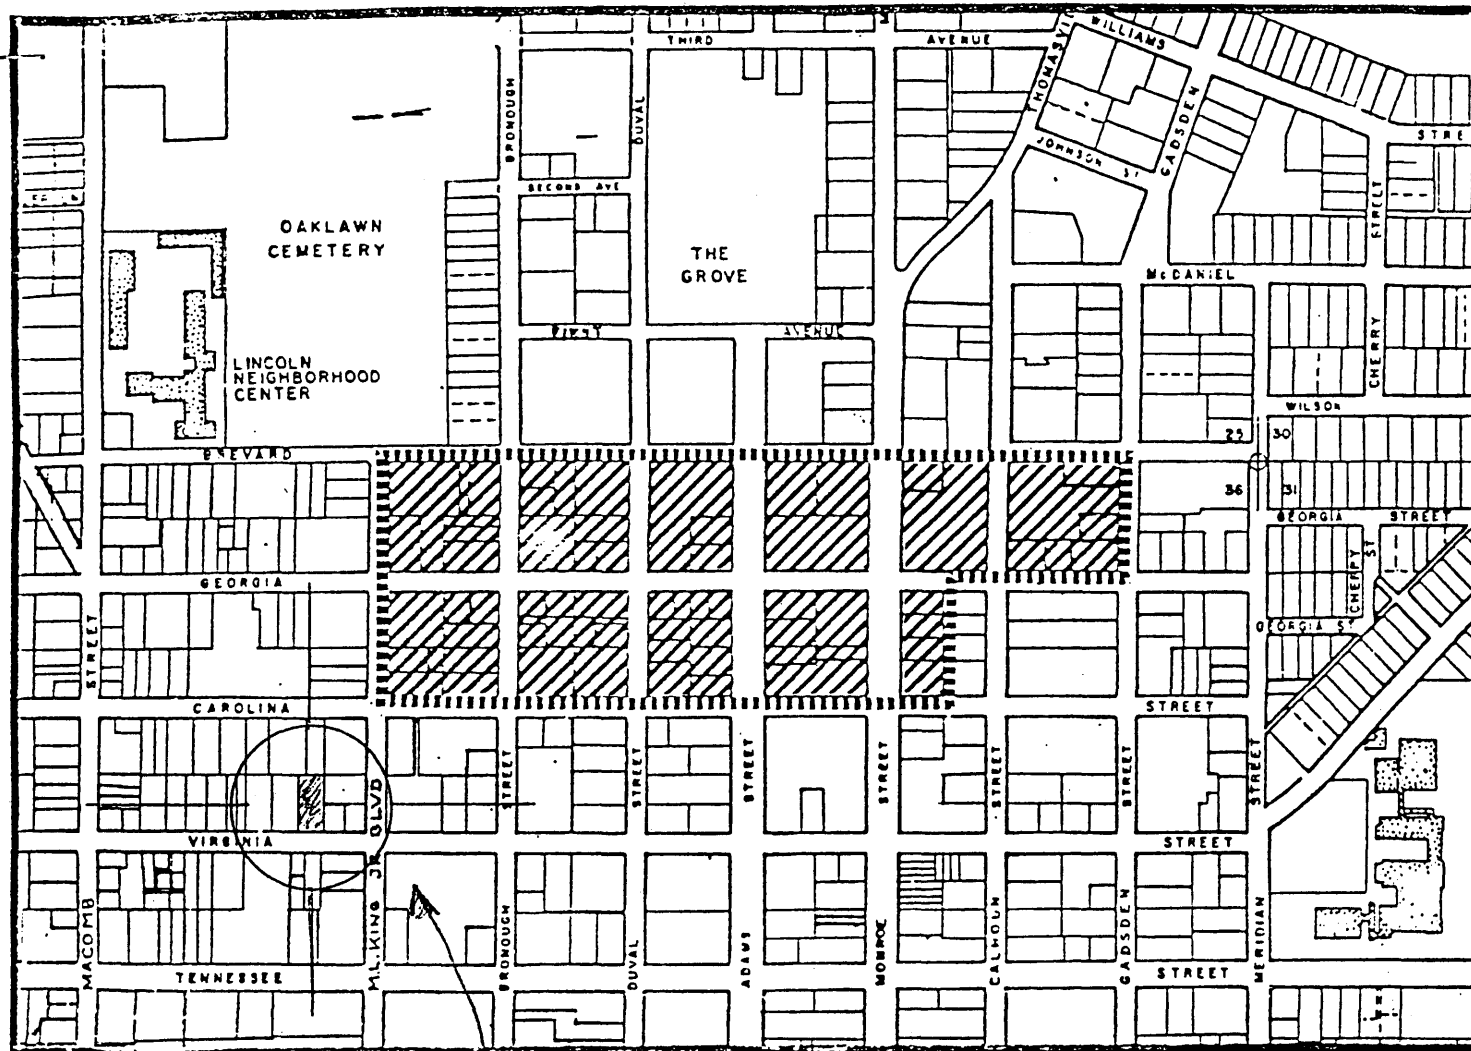 THIRD
AVENUE
WILLIAMS
THOMASVI
GADSDEN
STRE
JOHNSON ST
BRONOUGH
DUVAL
SECOND AVE
STREET
OAKLAWN
CEMETERY
THE
GROVE
McDANIEL
AVENUE
CHERRY
LINCOLN
NEIGHBORHOOD
CENTER
WILSON
25
30
BREVARD
36
31
GEORGIA
STREET
CHERRY
ST
GEORGIA
GEORGIA ST
STREET
CAROLINA
STREET
STREET
STREET
STREET
STREET
STREET
STREET
STREET
VIRGINIA
STREET
MACOMB
M.L.KING JR BLVD
BRONOUGH
DUVAL
ADAMS
MONROE
CALHOUN
GADSDEN
MERIDIAN
TENNESSEE
STREET